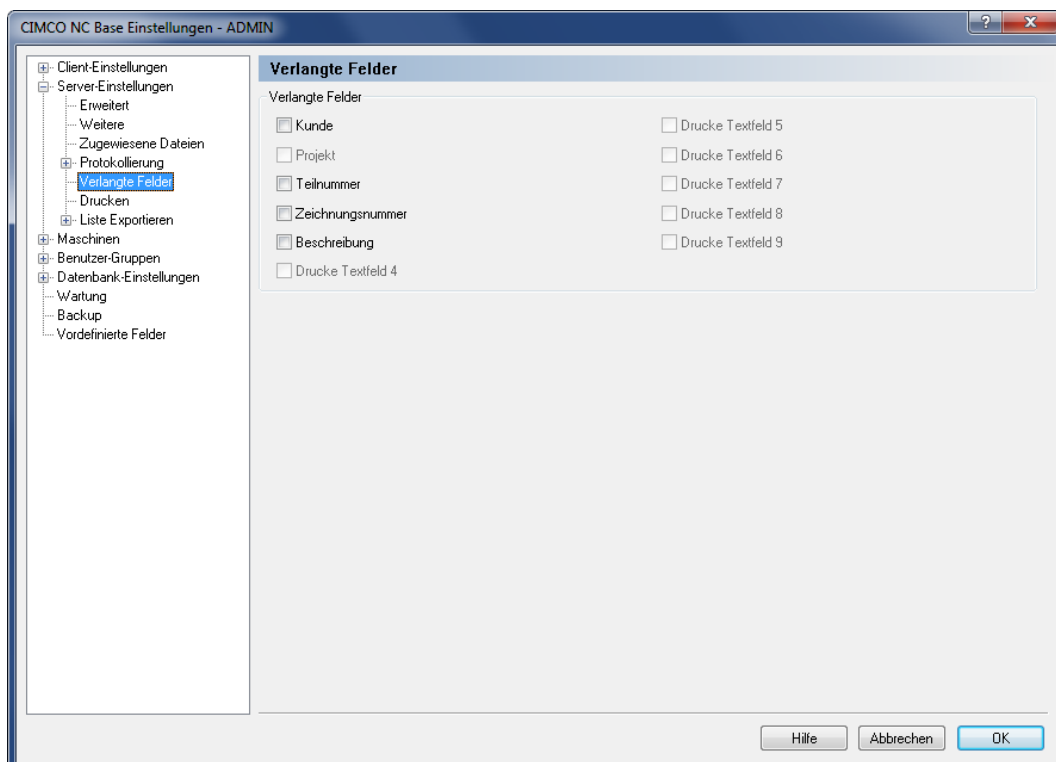 CIMCO NC Base Einstellungen - ADMIN
Client-Einstellungen
Server-Einstellungen
Erweitert
Weitere
Zugewiesene Dateien
Protokollierung
Verlangte Felder
Drucken
Liste Exportieren
Maschinen
Benutzer-Gruppen
Datenbank-Einstellungen
Wartung
Backup
Vordefinierte Felder
Verlangte Felder
Verlangte Felder
Kunde
Projekt
Teilnummer
Zeichnungsnummer
Beschreibung
Drucke Textfeld 4
Drucke Textfeld 5
Drucke Textfeld 6
Drucke Textfeld 7
Drucke Textfeld 8
Drucke Textfeld 9
Hilfe
Abbrechen
OK